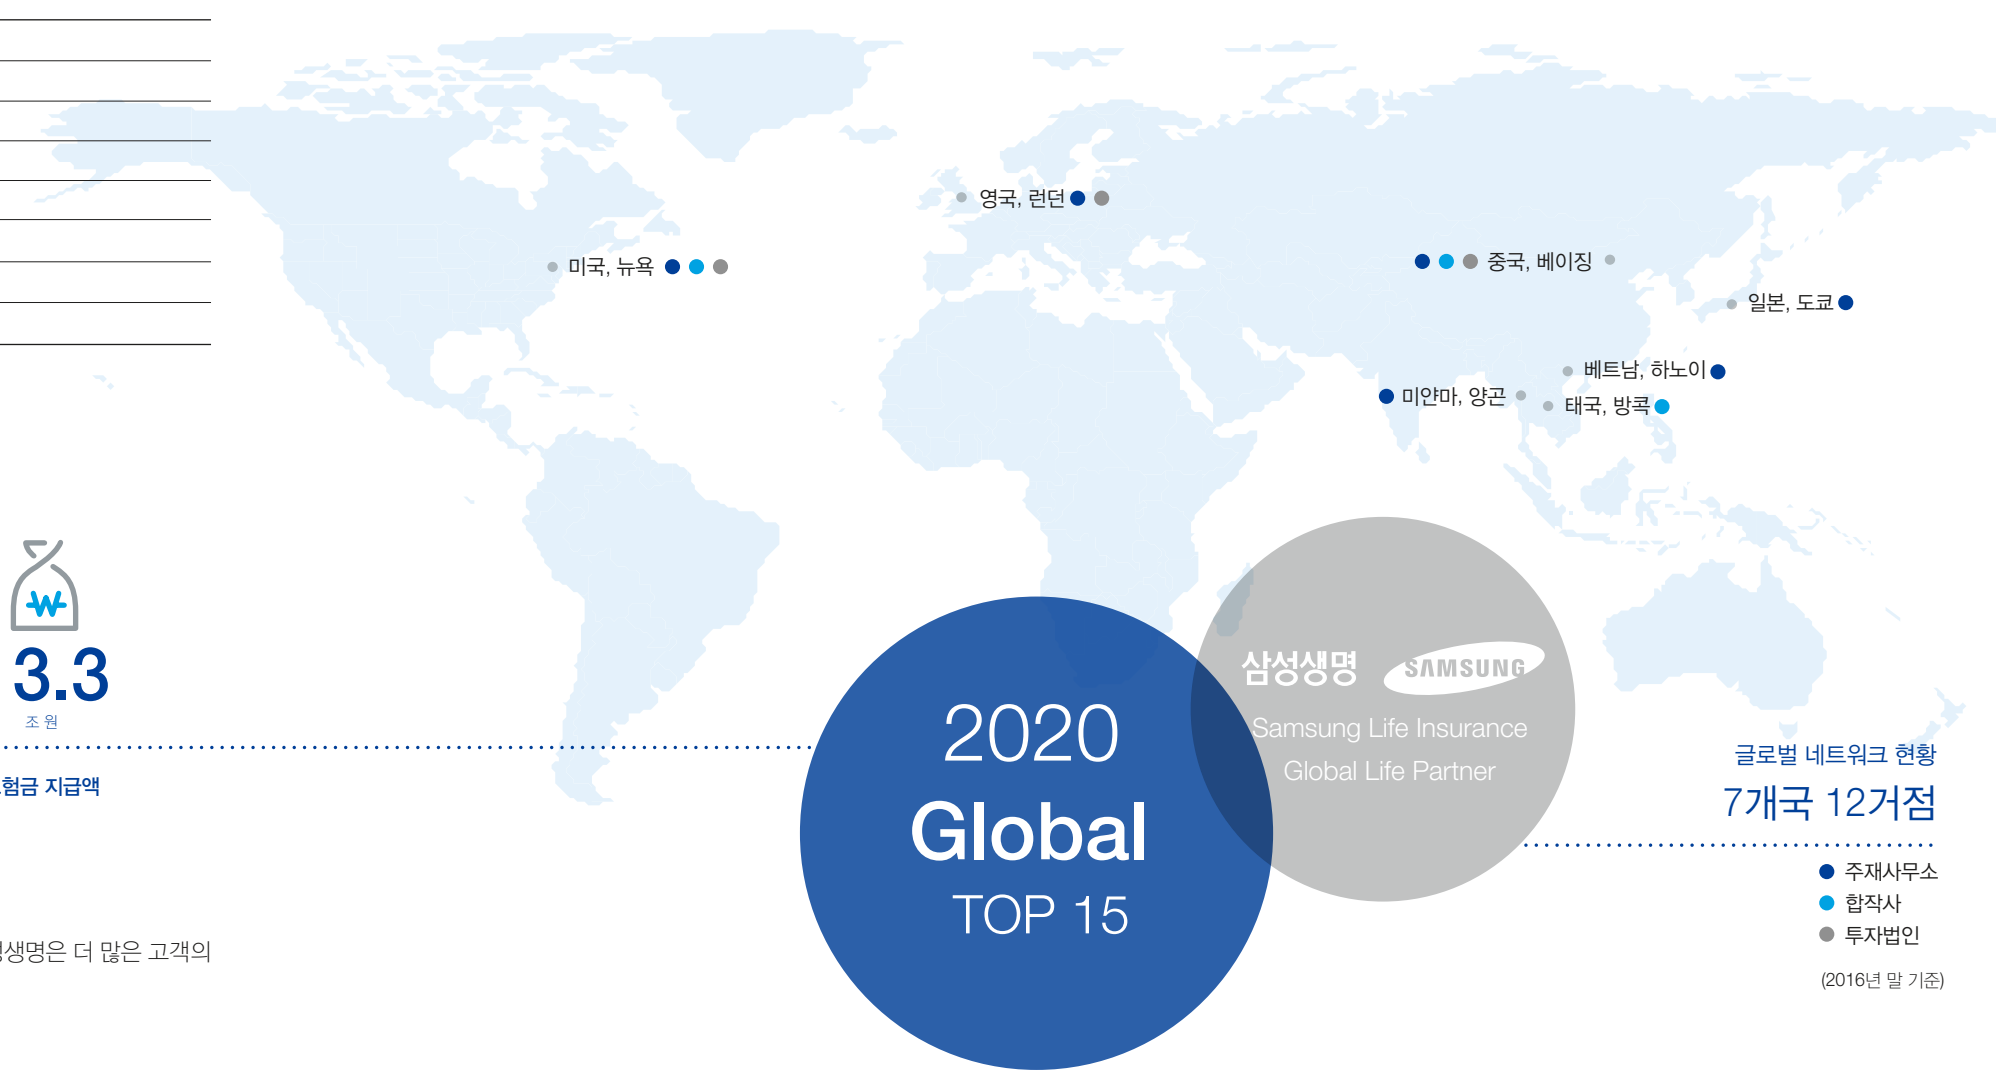 영국, 런던
미국, 뉴욕
중국, 베이징
일본, 도쿄
베트남, 하노이
미얀마, 양곤
태국, 방콕
3.3
조 원
험금 지급액
생명은 더 많은 고객의
2020
Global
TOP 15
삼성생명 SAMSUNG
Samsung Life Insurance
Global Life Partner
글로벌 네트워크 현황
7개국 12거점
주재사무소
합작사
투자법인
(2016년 말 기준)